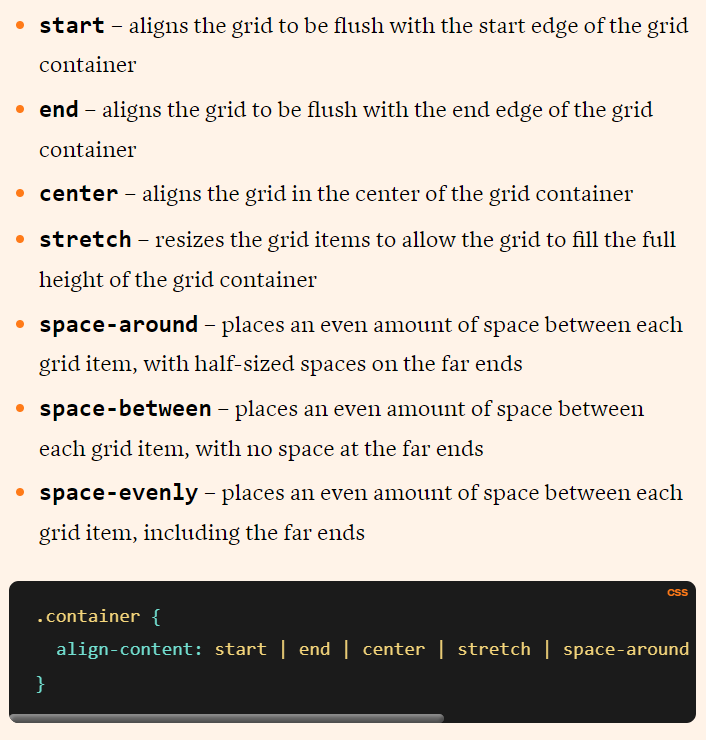 start – aligns the grid to be flush with the start edge of the grid
container
end – aligns the grid to be flush with the end edge of the grid
container
center – aligns the grid in the center of the grid container
stretch – resizes the grid items to allow the grid to fill the full
height of the grid container
space-around – places an even amount of space between each
grid item, with half-sized spaces on the far ends
space-between – places an even amount of space between
each grid item, with no space at the far ends
space-evenly – places an even amount of space between each
grid item, including the far ends
CSS
.container {
  align-content: start | end | center | stretch | space-around
}